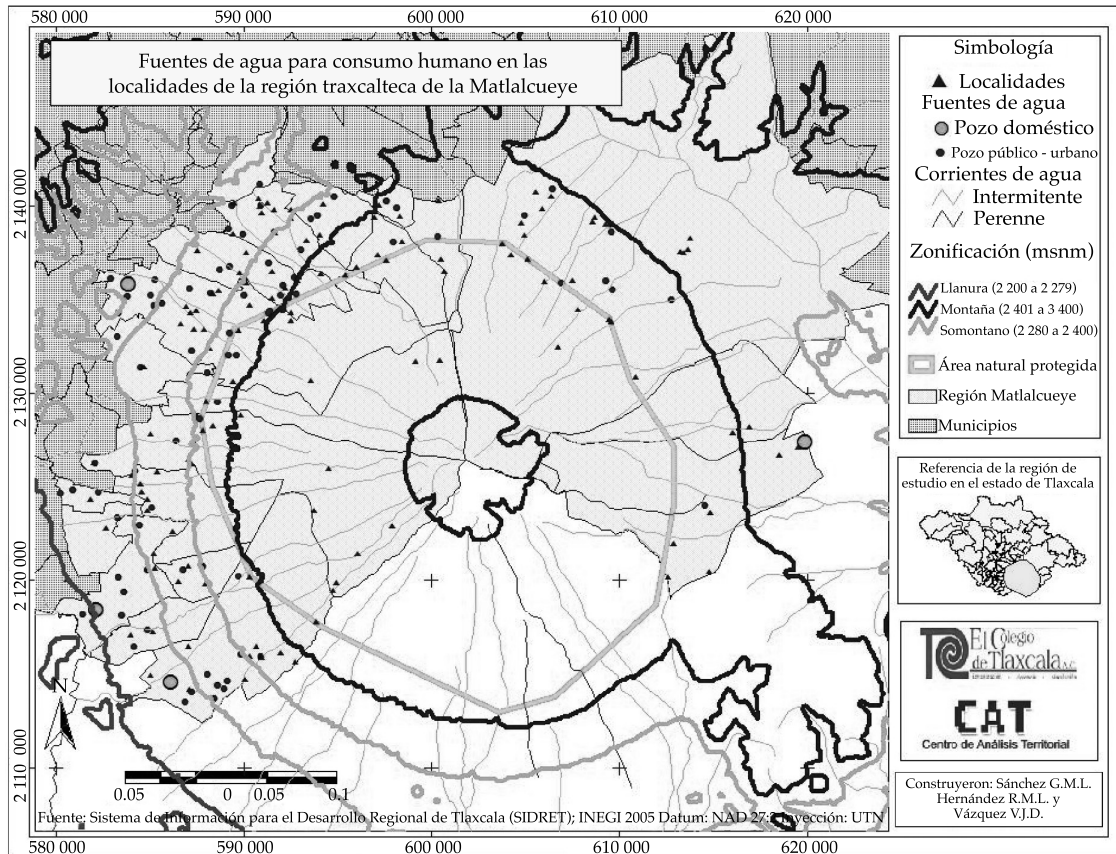 580 000 590 000 600 000 610 000 620 000
Fuentes de agua para consumo humano en las
localidades de la región traxcalteca de la Matlalcueye
2 140 000
2 130 000
2 120 000
2 110 000
N
0.05 0 0.05 0.1
Fuente: Sistema de Información para el Desarrollo Regional de Tlaxcala (SIDRET); INEGI 2005 Datum: NAD 27: Inyección: UTN
580 000 590 000 600 000 610 000 620 000
Simbología
Localidades
Fuentes de agua
Pozo doméstico
Pozo público - urbano
Corrientes de agua
Intermitente
Perenne
Zonificación (msnm)
Llanura (2 200 a 2 279)
Montaña (2 401 a 3 400)
Somontano (2 280 a 2 400)
Área natural protegida
Región Matlalcueye
Municipios
Referencia de la región de
estudio en el estado de Tlaxcala
El Colegio
de Tlaxcala A.C.
CAT
Centro de Análisis Territorial
Construyeron: Sánchez G.M.L.
Hernández R.M.L. y
Vázquez V.J.D.